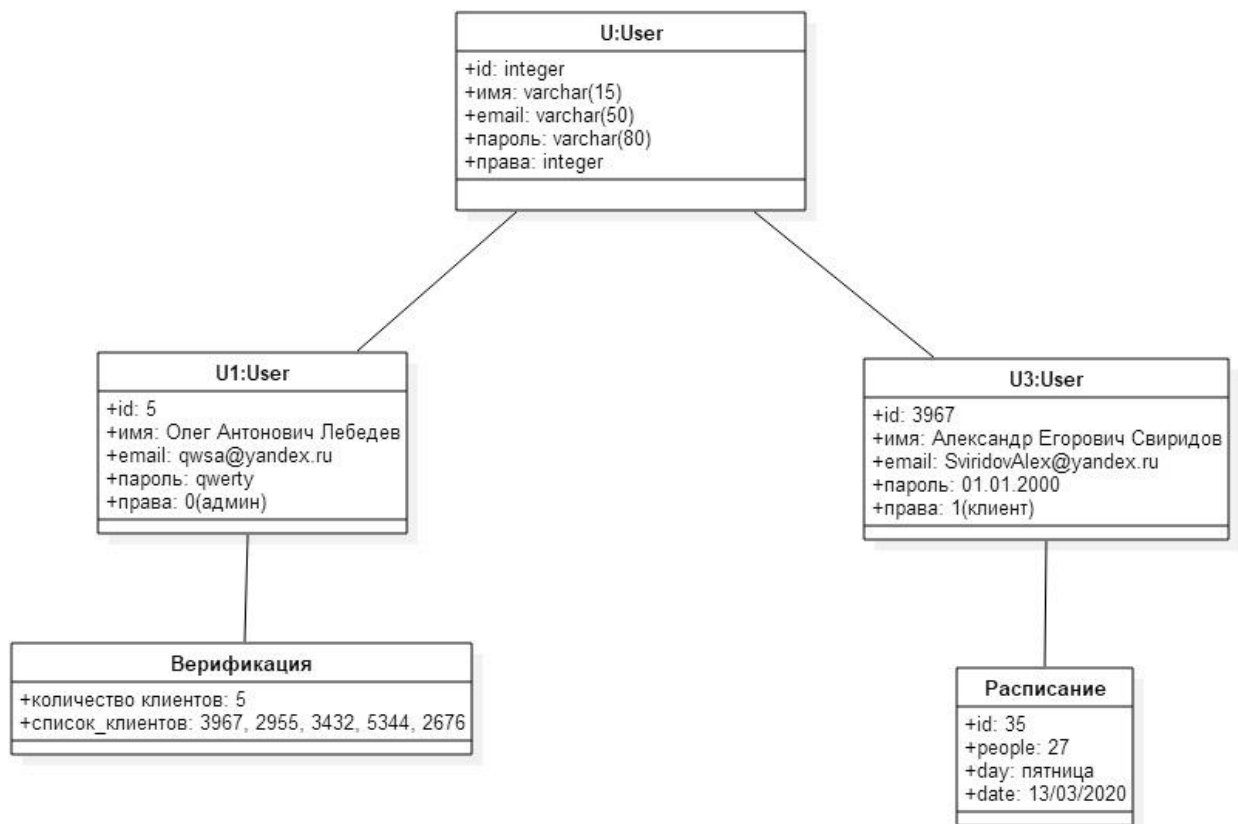 U:User
+id: integer
+имя: varchar(15)
+email: varchar(50)
+пароль: varchar(80)
+права: integer
U1:User
+id: 5
+имя: Олег Антонович Лебедев
+email: qwsa@yandex.ru
+пароль: qwerty
+права: 0(админ)
U3:User
+id: 3967
+имя: Александр Егорович Свиридов
+email: SviridovAlex@yandex.ru
+пароль: 01.01.2000
+права: 1(клиент)
Верификация
+количество клиентов: 5
+список_клиентов: 3967, 2955, 3432, 5344, 2676
Расписание
+id: 35
+people: 27
+day: пятница
+date: 13/03/2020